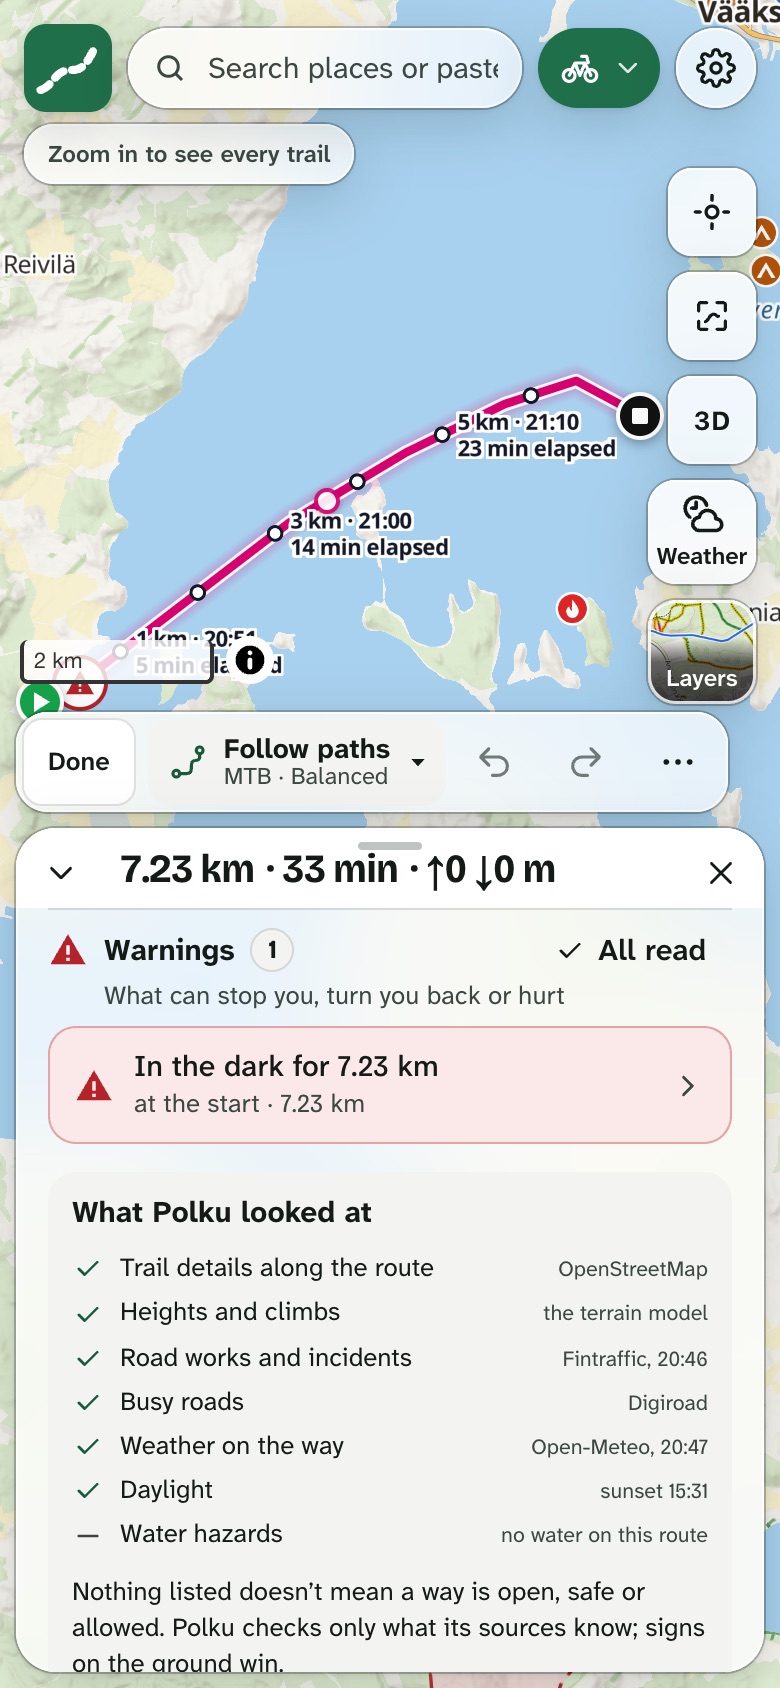 Vääks
Search places or paste
Zoom in to see every trail
Reivilä
3D
5 km · 21:10
23 min elapsed
3 km · 21:00
14 min elapsed
Weather
1 km · 20:51
2 km
5 min
Layers
Done
Follow paths
MTB · Balanced
7.23 km · 33 min · ↑0 ↓0 m
Warnings 1
All read
What can stop you, turn you back or hurt
In the dark for 7.23 km
at the start · 7.23 km
What Polku looked at
Trail details along the route OpenStreetMap
Heights and climbs the terrain model
Road works and incidents Fintraffic, 20:46
Busy roads Digiroad
Weather on the way Open-Meteo, 20:47
Daylight sunset 15:31
Water hazards no water on this route
Nothing listed doesn’t mean a way is open, safe or
allowed. Polku checks only what its sources know; signs
on the ground win.